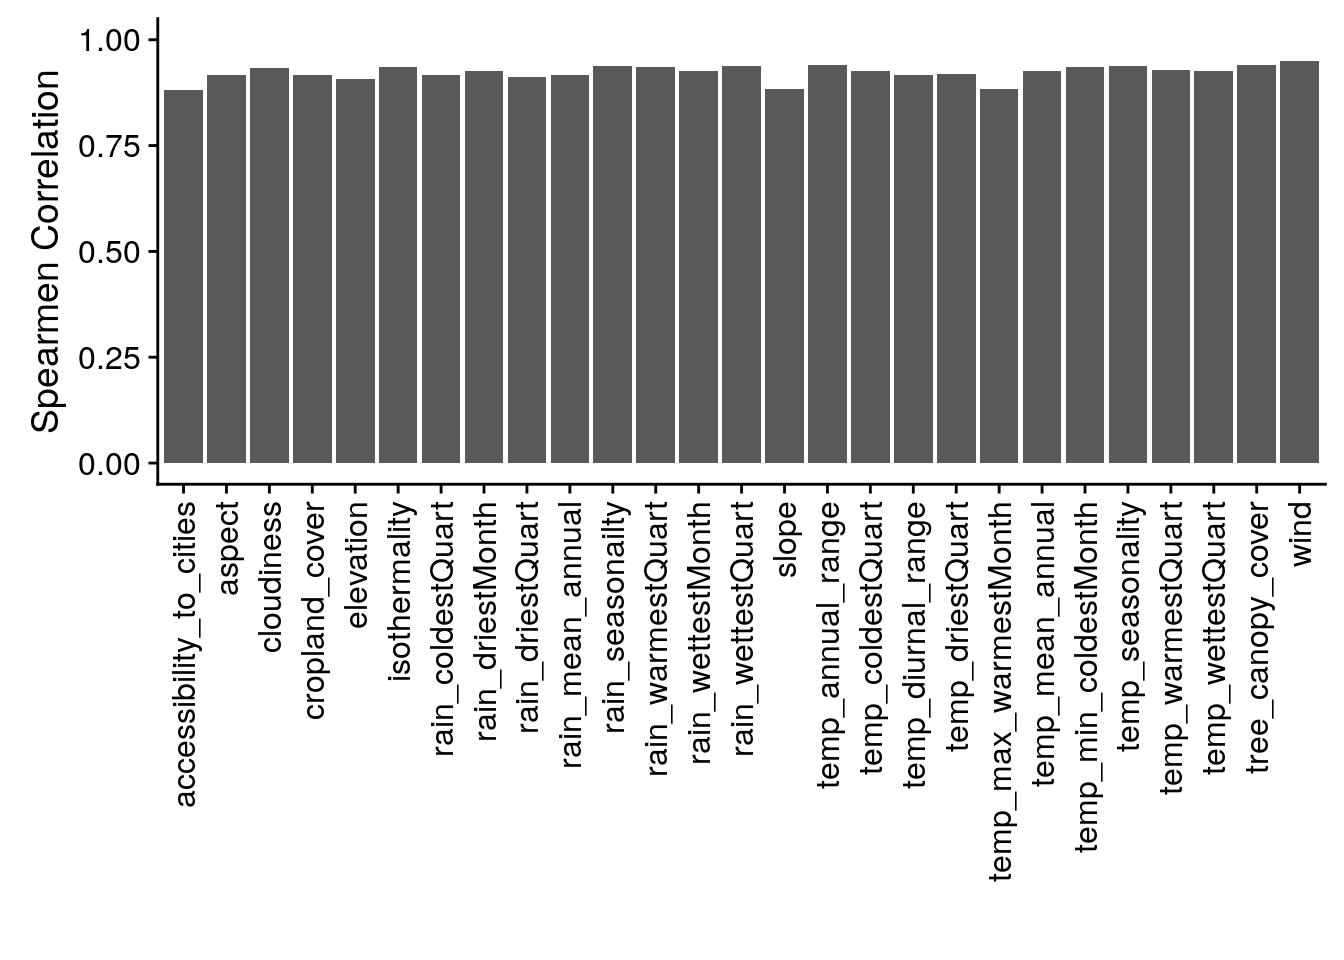 Spearmen Correlation
1.00
0.75
0.50
0.25
0.00
accessibility_to_cities
aspect
cloudiness
cropland_cover
elevation
isothermality
rain_coldestQuart
rain_driestMonth
rain_driestQuart
rain_mean_annual
rain_seasonailty
rain_warmestQuart
rain_wettestMonth
rain_wettestQuart
slope
temp_annual_range
temp_coldestQuart
temp_diurnal_range
temp_driestQuart
temp_max_warmestMonth
temp_mean_annual
temp_min_coldestMonth
temp_seasonality
temp_warmestQuart
temp_wettestQuart
tree_canopy_cover
wind